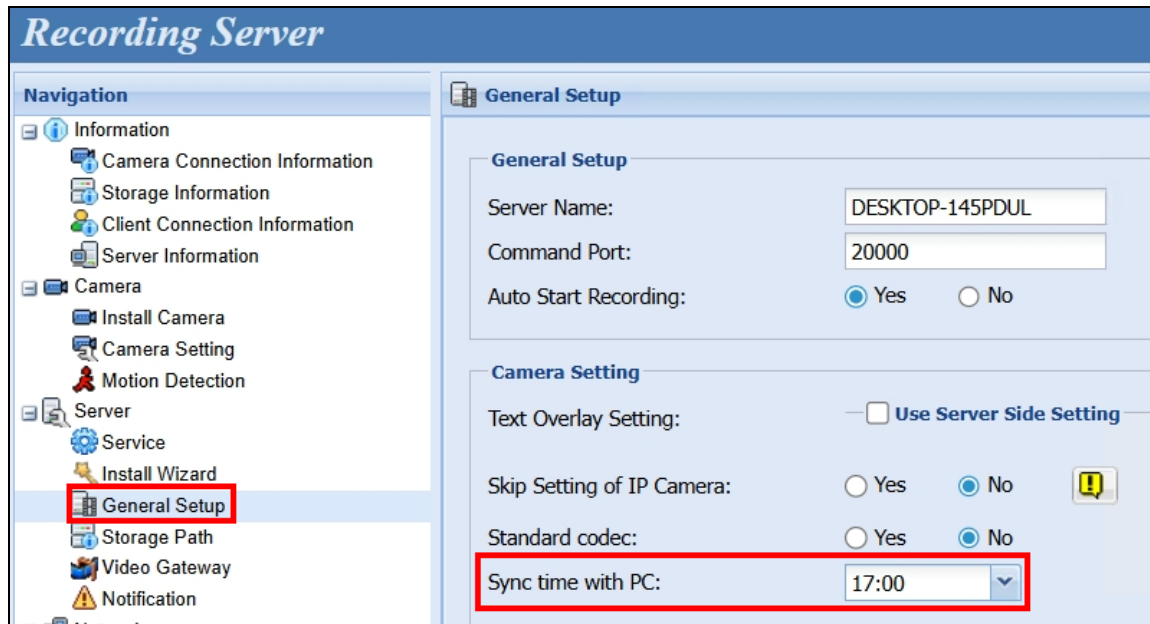 Recording Server
Navigation
Information
Camera Connection Information
Storage Information
Client Connection Information
Server Information
Camera
Install Camera
Camera Setting
Motion Detection
Server
Service
Install Wizard
General Setup
Storage Path
Video Gateway
Notification
General Setup
General Setup
Server Name: DESKTOP-145PDUL
Command Port: 20000
Auto Start Recording: Yes No
Camera Setting
Text Overlay Setting: Use Server Side Setting
Skip Setting of IP Camera: Yes No
Standard codec: Yes No
Sync time with PC: 17:00